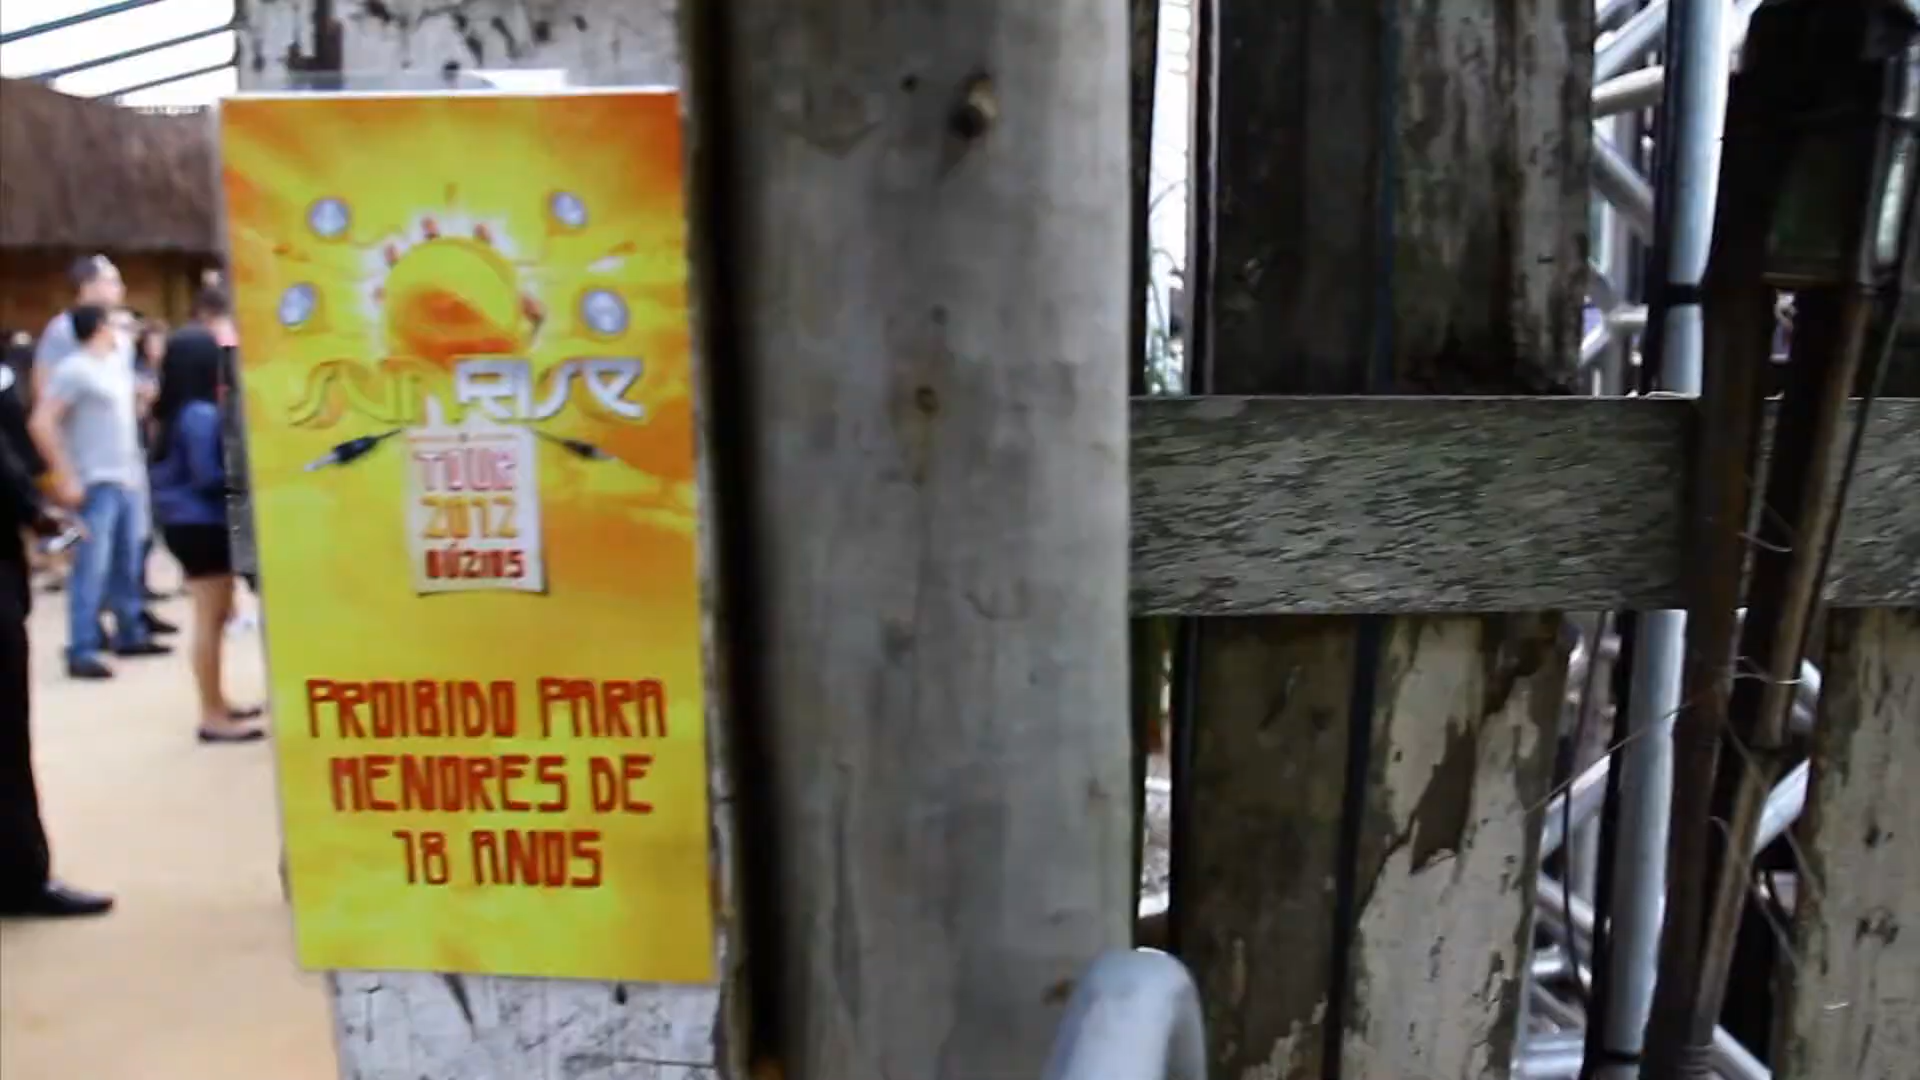 SUNRISE
TOUR
2012
BÚZIOS
PROIBIDO PARA
MENORES DE
18 ANOS